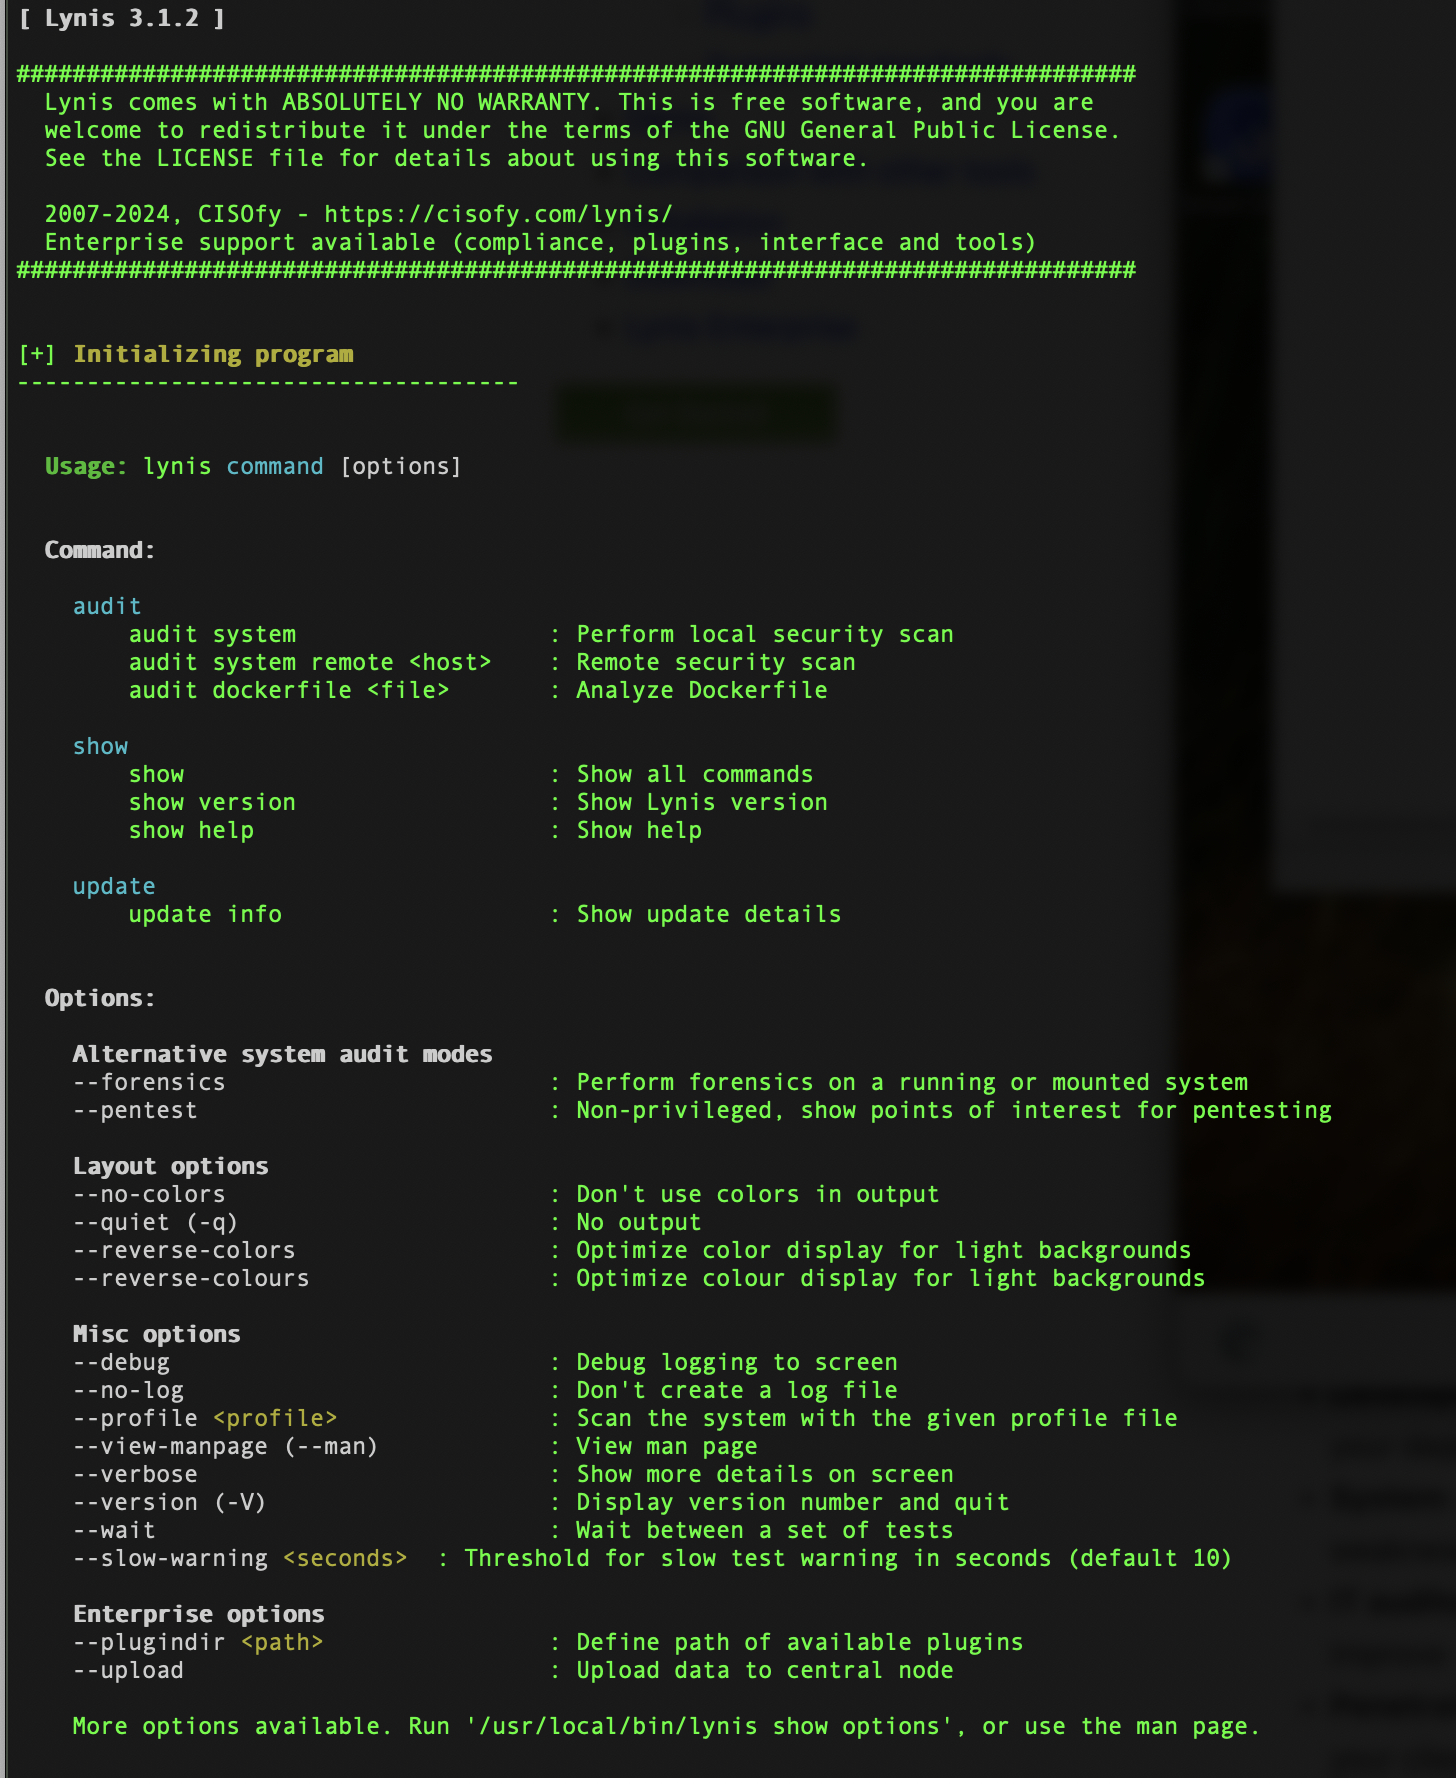 [ Lynis 3.1.2 ]
################################################################################
Lynis comes with ABSOLUTELY NO WARRANTY. This is free software, and you are
welcome to redistribute it under the terms of the GNU General Public License.
See the LICENSE file for details about using this software.
2007-2024, CISOfy - https://cisofy.com/lynis/
Enterprise support available (compliance, plugins, interface and tools)
################################################################################
[+] Initializing program
------------------------------------
Usage: lynis command [options]
Command:
audit
audit system : Perform local security scan
audit system remote <host> : Remote security scan
audit dockerfile <file> : Analyze Dockerfile
show
show : Show all commands
show version : Show Lynis version
show help : Show help
update
update info : Show update details
Options:
Alternative system audit modes
--forensics : Perform forensics on a running or mounted system
--pentest : Non-privileged, show points of interest for pentesting
Layout options
--no-colors : Don't use colors in output
--quiet (-q) : No output
--reverse-colors : Optimize color display for light backgrounds
--reverse-colours : Optimize colour display for light backgrounds
Misc options
--debug : Debug logging to screen
--no-log : Don't create a log file
--profile <profile> : Scan the system with the given profile file
--view-manpage (--man) : View man page
--verbose : Show more details on screen
--version (-V) : Display version number and quit
--wait : Wait between a set of tests
--slow-warning <seconds> : Threshold for slow test warning in seconds (default 10)
Enterprise options
--plugindir <path> : Define path of available plugins
--upload : Upload data to central node
More options available. Run '/usr/local/bin/lynis show options', or use the man page.